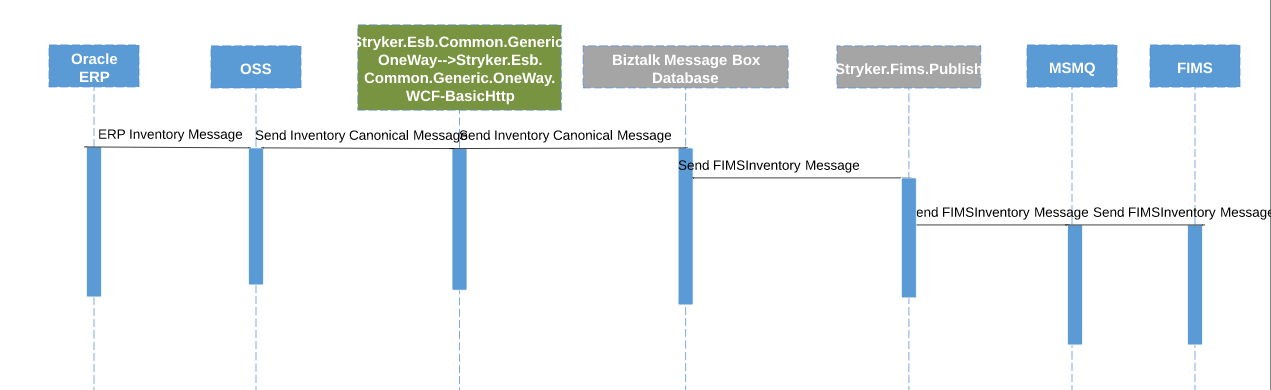 Oracle
ERP
OSS
Stryker.Esb.Common.Generic
OneWay-->Stryker.Esb.
Common.Generic.OneWay.
WCF-BasicHttp
Biztalk Message Box
Database
Stryker.Fims.Publish
MSMQ
FIMS
ERP Inventory Message
Send Inventory Canonical Message
Send Inventory Canonical Message
Send FIMSInventory Message
end FIMSInventory Message
Send FIMSInventory Message